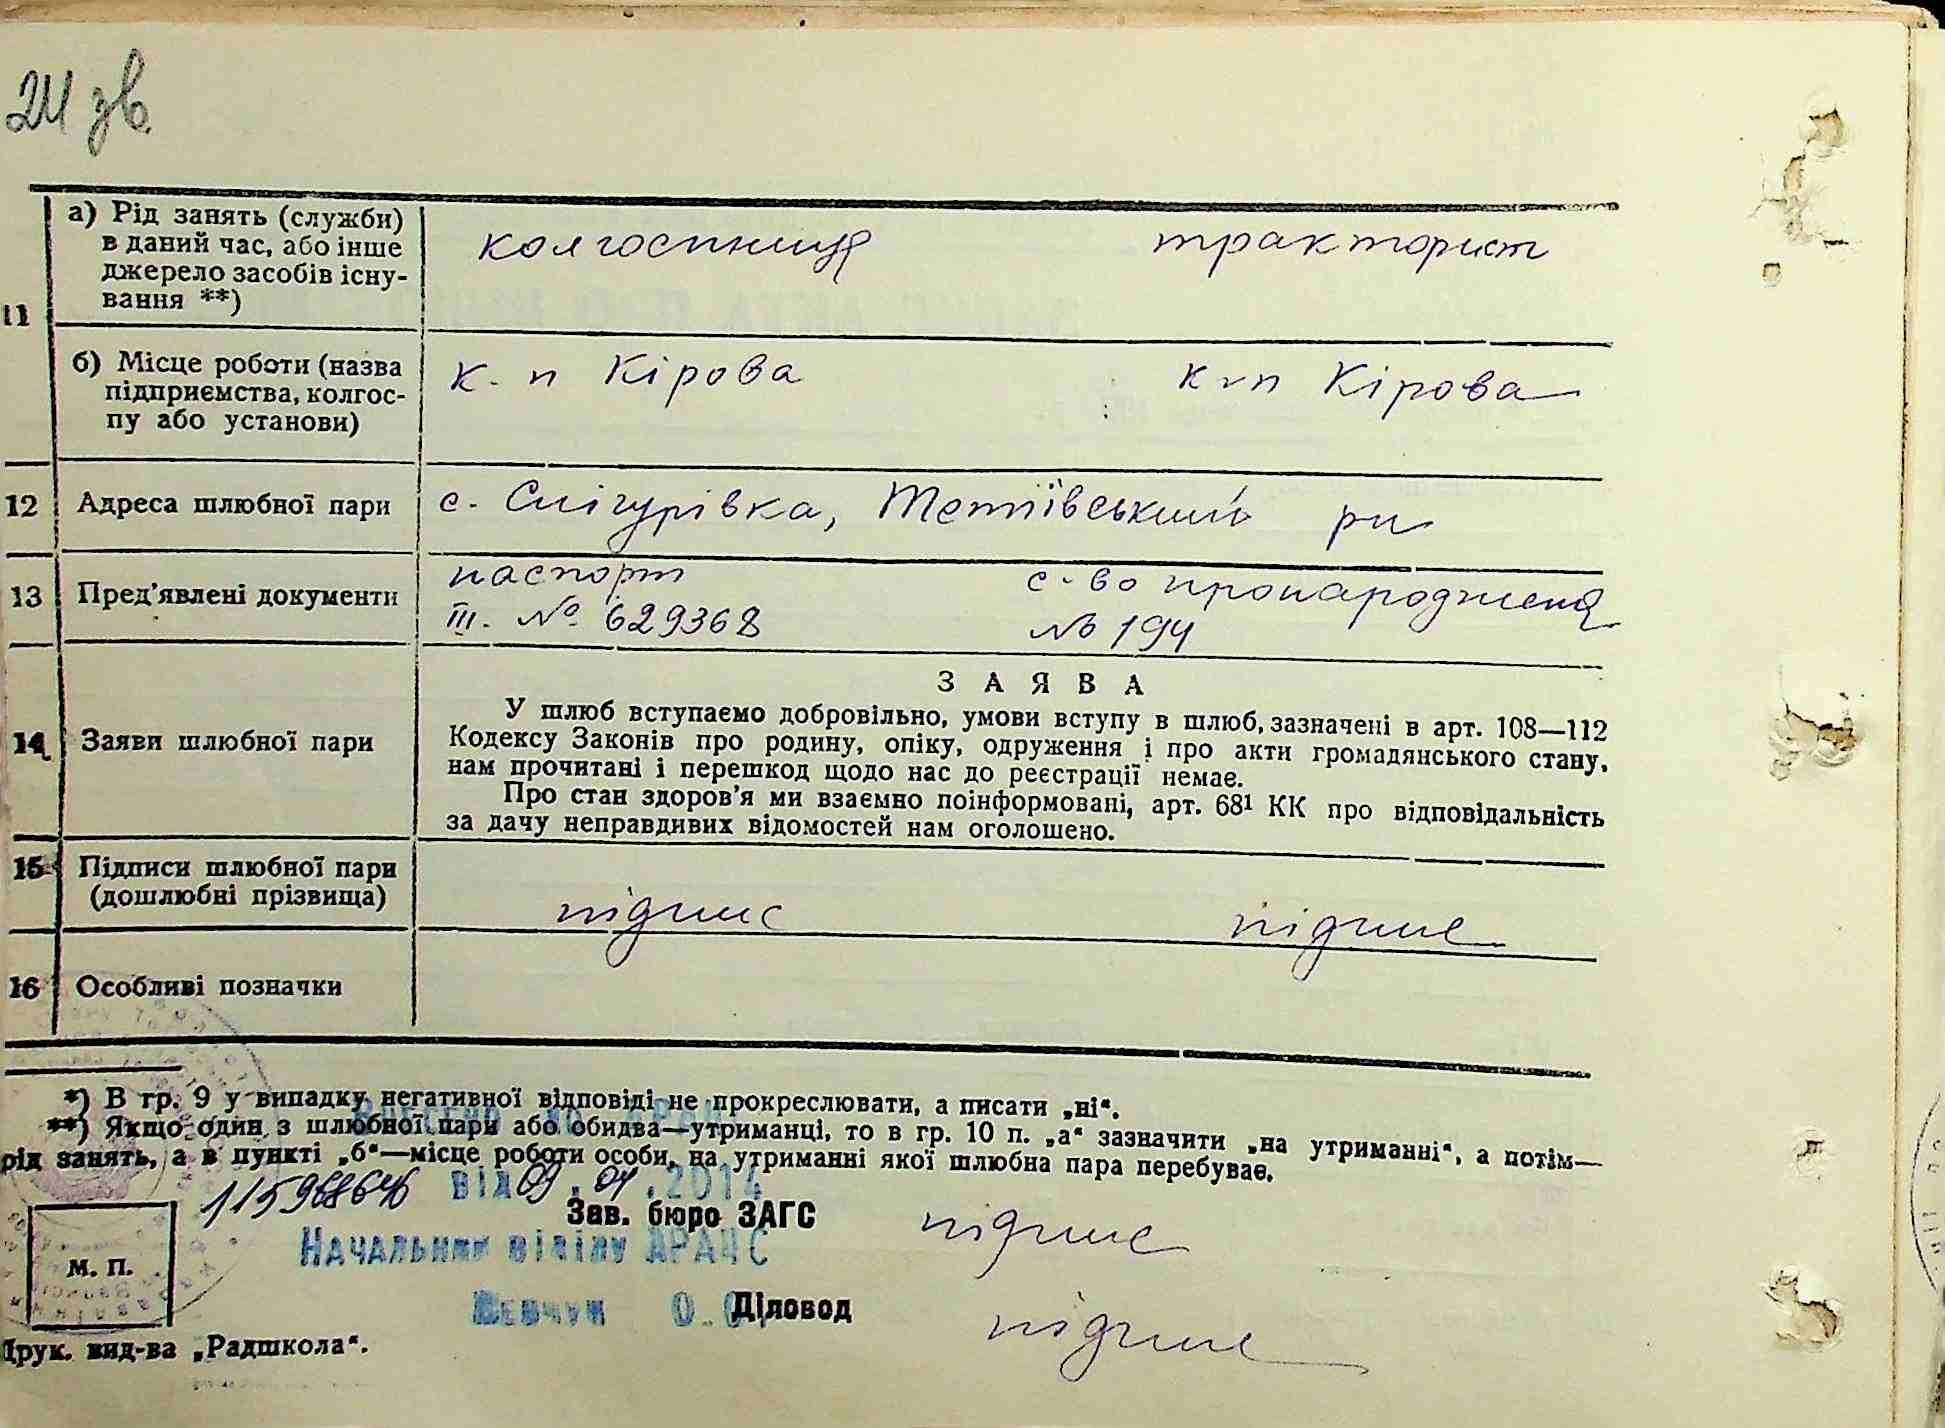 24 зв.
а) Рід занять (служби)
в даний час, або інше
джерело засобів існу-
вання **)
колгоспниця тракторист
11
б) Місце роботи (назва
підприємства, колгос-
пу або установи)
к-п Кірова к-п Кірова
12 Адреса шлюбної пари с. Снігурівка, Тетіївський рн
13 Пред'явлені документи
паспорт с-во про народження
III. № 629368 № 194
14 Заяви шлюбної пари
ЗАЯВА
У шлюб вступаємо добровільно, умови вступу в шлюб, зазначені в арт. 108—112
Кодексу Законів про родину, опіку, одруження і про акти громадянського стану,
нам прочитані і перешкод щодо нас до реєстрації немає.
Про стан здоров'я ми взаємно поінформовані, арт. 68¹ КК про відповідальність
за дачу неправдивих відомостей нам оголошено.
15 Підписи шлюбної пари
(дошлюбні прізвища)
підпис підпис
16 Особливі позначки
*) В гр. 9 у випадку негативної відповіді не прокреслювати, а писати „ні“.
**) Якщо один з шлюбної пари або обидва—утриманці, то в гр. 10 п. „а“ зазначити „на утриманні“, а потім—
рід занять, а в пункті „б“—місце роботи особи, на утриманні якої шлюбна пара перебуває.
від 09.04.2014
Зав. бюро ЗАГС підпис
Начальник відділу ДРАЦС
М. П.
Шевчук О.
Діловод підпис
Друк. вид-ва „Радшкола“.